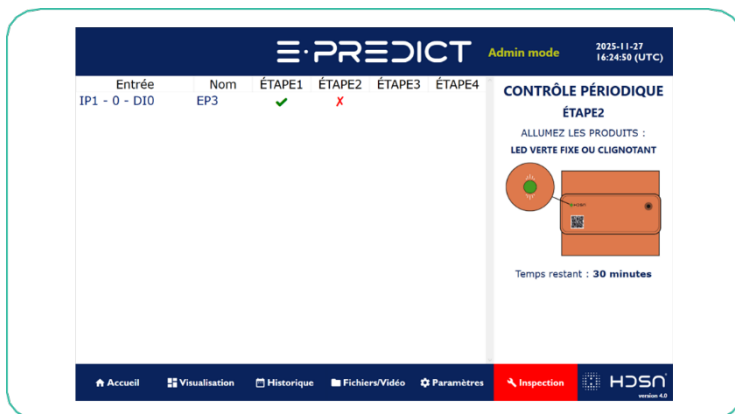 E·PREDICT
Admin mode
2025-11-27
16:24:50 (UTC)
Entrée Nom ÉTAPE1 ÉTAPE2 ÉTAPE3 ÉTAPE4
IP1 - 0 - DI0 EP3 ✓ ✗
CONTRÔLE PÉRIODIQUE
ÉTAPE2
ALLUMEZ LES PRODUITS :
LED VERTE FIXE OU CLIGNOTANT
Temps restant : 30 minutes
Accueil Visualisation Historique Fichiers/Vidéo Paramètres Inspection HDSN
version 4.0